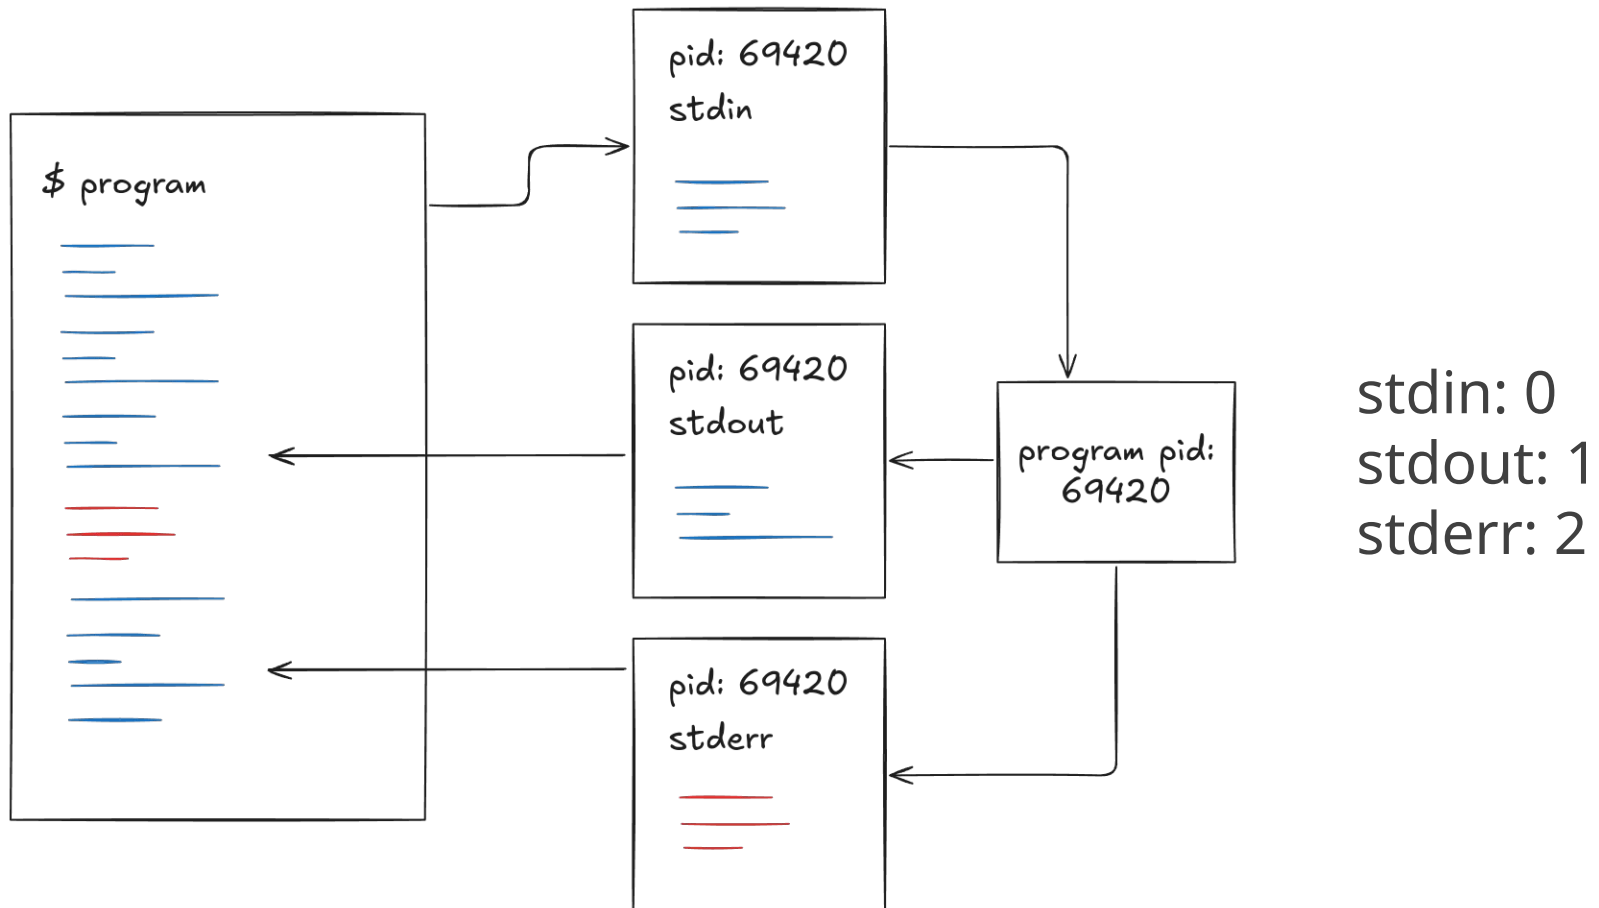 $ program
pid: 69420
stdin
pid: 69420
stdout
pid: 69420
stderr
program pid:
69420
stdin: 0
stdout: 1
stderr: 2